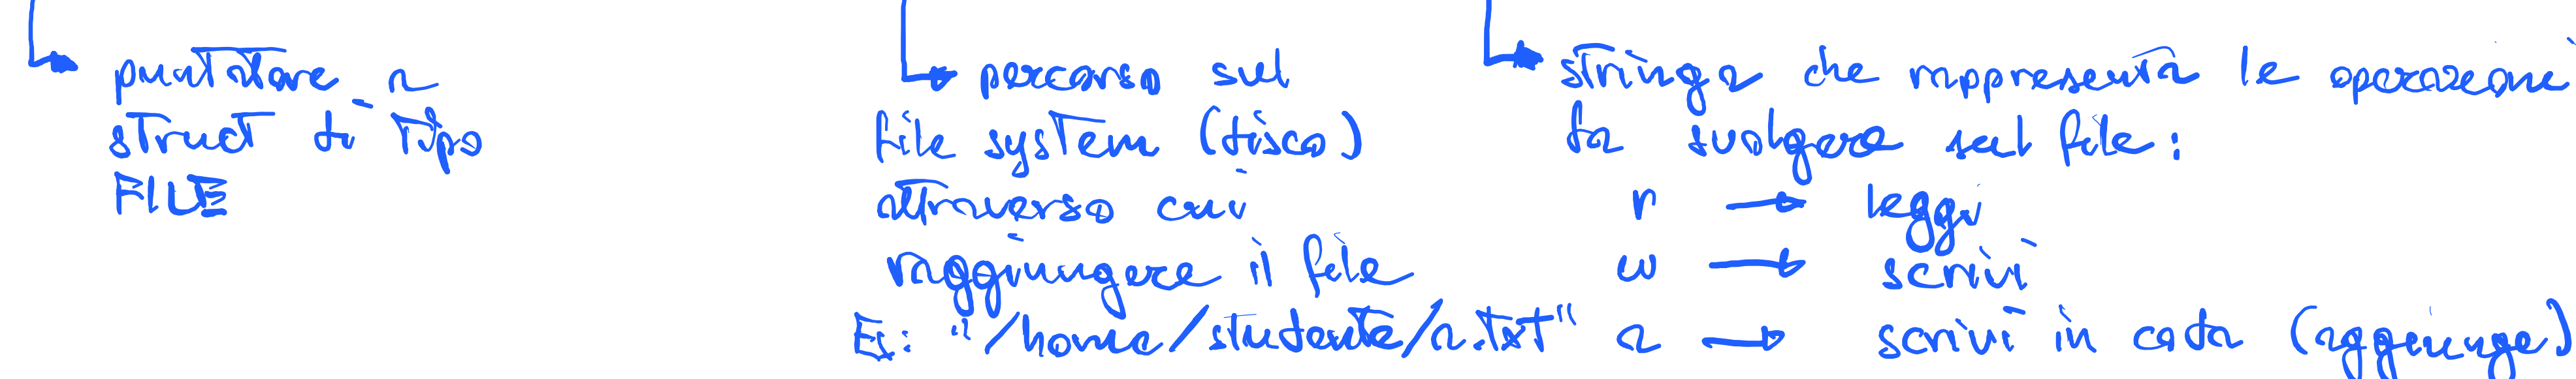 puntatore a
struct di tipo
FILE
percorso sul
file system (disco)
attraverso cui
raggiungere il file
Es: "/home/studente/a.txt"
stringa che rappresenta le operazioni
da svolgere sul file:
r → leggi
w → scrivi
a → scrivi in coda (aggiunge)